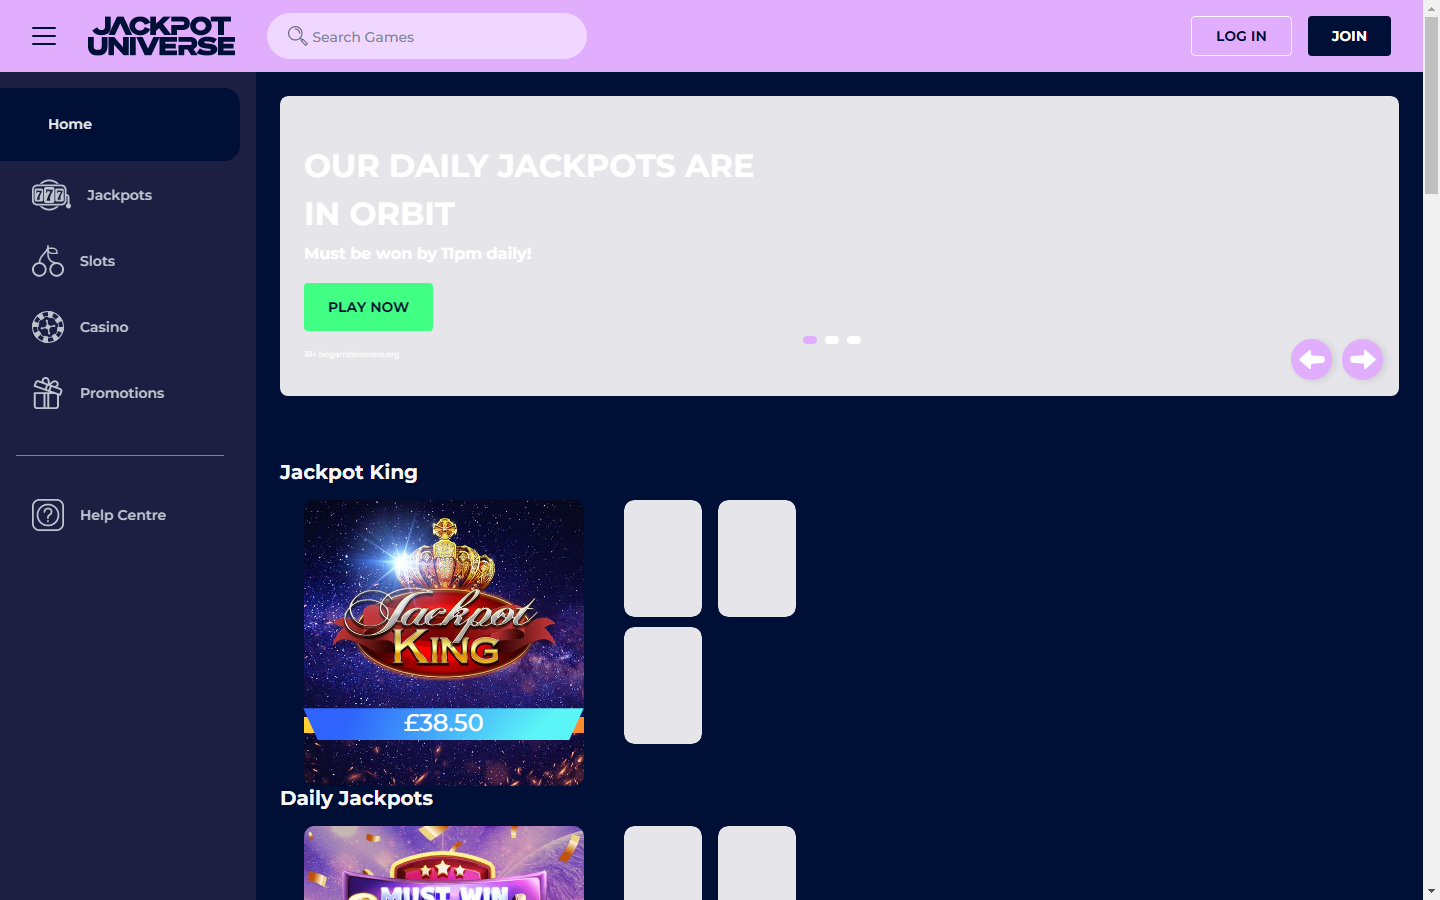 JACKPOT
UNIVERSE
Search Games
LOG IN
JOIN
Home
Jackpots
Slots
Casino
Promotions
Help Centre
OUR DAILY JACKPOTS ARE
IN ORBIT
Must be won by 11pm daily!
PLAY NOW
18+ begambleaware.org
Jackpot King
Jackpot
KING
£38.50
Daily Jackpots
MUST WIN